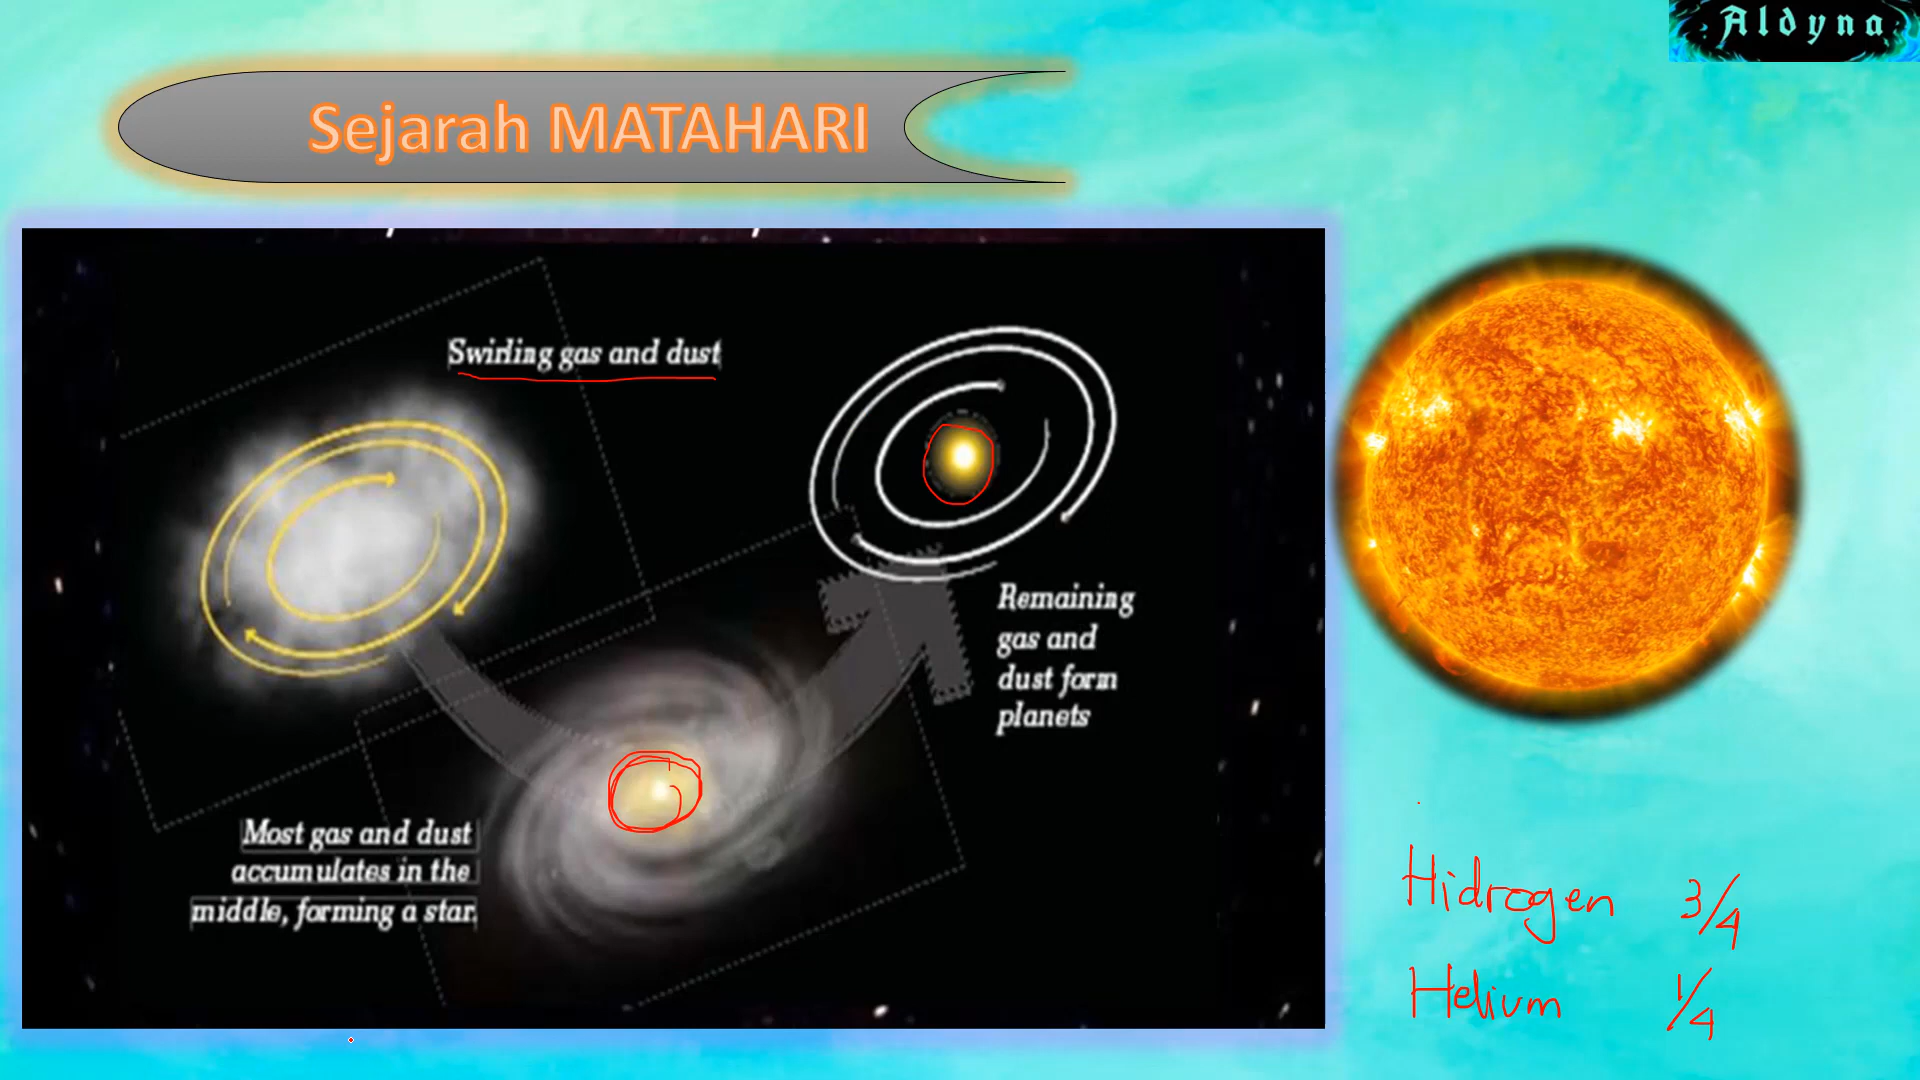 Aldyna
Sejarah MATAHARI
Swirling gas and dust
Remaining
gas and
dust form
planets
Most gas and dust
accumulates in the
middle, forming a star.
Hidrogen 3/4
Helium 1/4